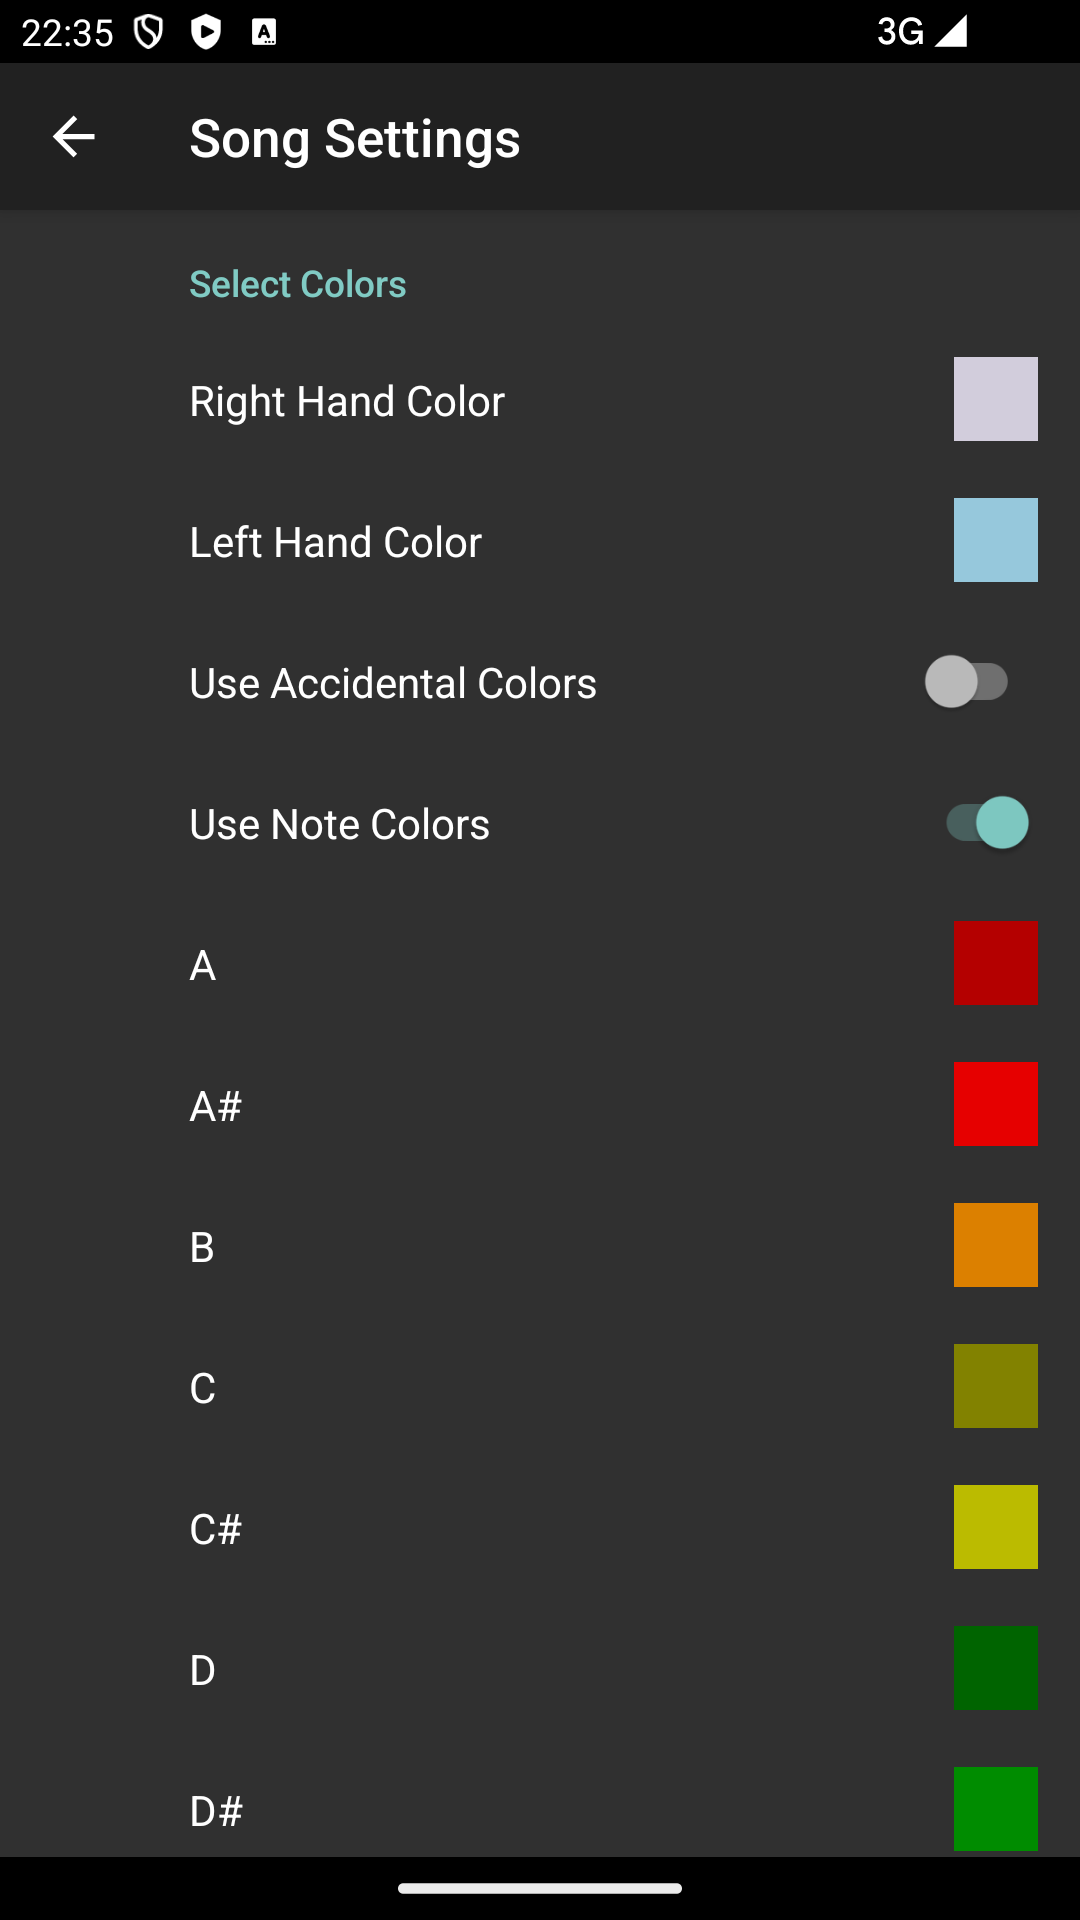 22:35
3G
Song Settings
Select Colors
Right Hand Color
Left Hand Color
Use Accidental Colors
Use Note Colors
A
A#
B
C
C#
D
D#